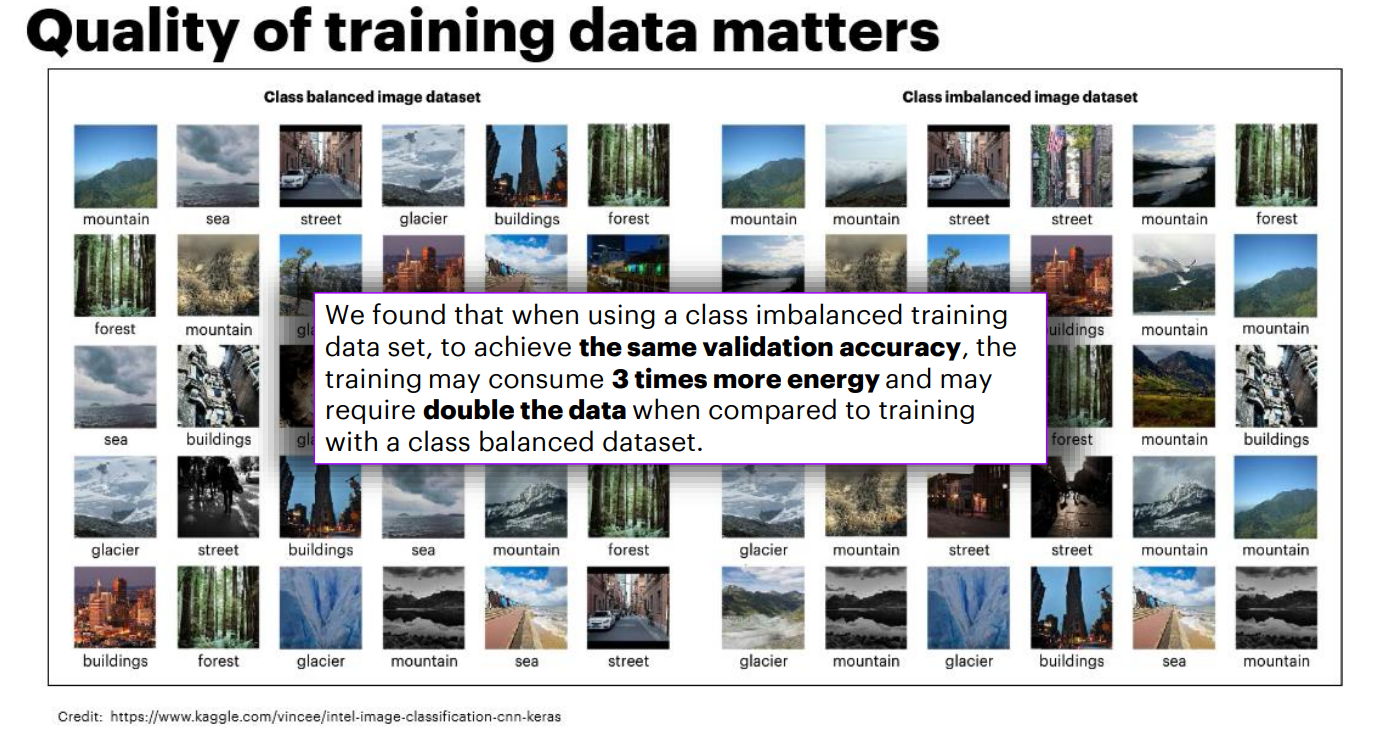 Quality of training data matters
Class balanced image dataset
Class imbalanced image dataset
mountain sea street glacier buildings forest
mountain mountain street street mountain forest
forest mountain
mountain mountain
We found that when using a class imbalanced training
data set, to achieve the same validation accuracy, the
training may consume 3 times more energy and may
require double the data when compared to training
with a class balanced dataset.
sea buildings
forest mountain buildings
glacier street buildings sea mountain forest
glacier mountain street street mountain mountain
buildings forest glacier mountain sea street
glacier mountain glacier buildings sea mountain
Credit: https://www.kaggle.com/vincee/intel-image-classification-cnn-keras